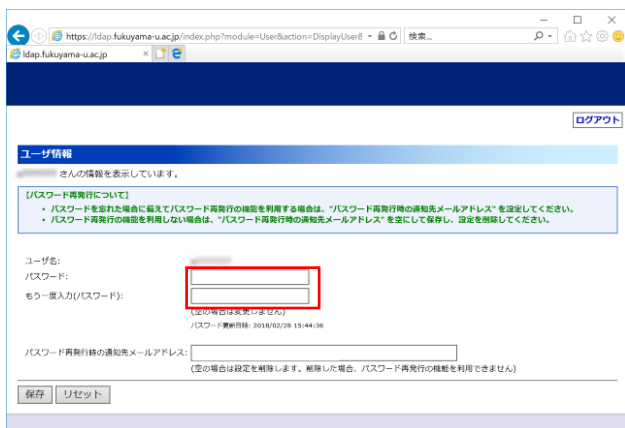 https://ldap.fukuyama-u.ac.jp/index.php?module=User&action=DisplayUser&
検索...
ldap.fukuyama-u.ac.jp
ログアウト
ユーザ情報
さんの情報を表示しています。
【パスワード再発行について】
・ パスワードを忘れた場合に備えてパスワード再発行の機能を利用する場合は、"パスワード再発行時の通知先メールアドレス" を設定してください。
・ パスワード再発行の機能を利用しない場合は、"パスワード再発行時の通知先メールアドレス" を空にして保存し、設定を削除してください。
ユーザ名:
パスワード:
もう一度入力(パスワード):
(空の場合は変更しません)
パスワード更新日時: 2018/02/28 15:44:36
パスワード再発行時の通知先メールアドレス:
(空の場合は設定を削除します。削除した場合、パスワード再発行の機能を利用できません)
保存 リセット